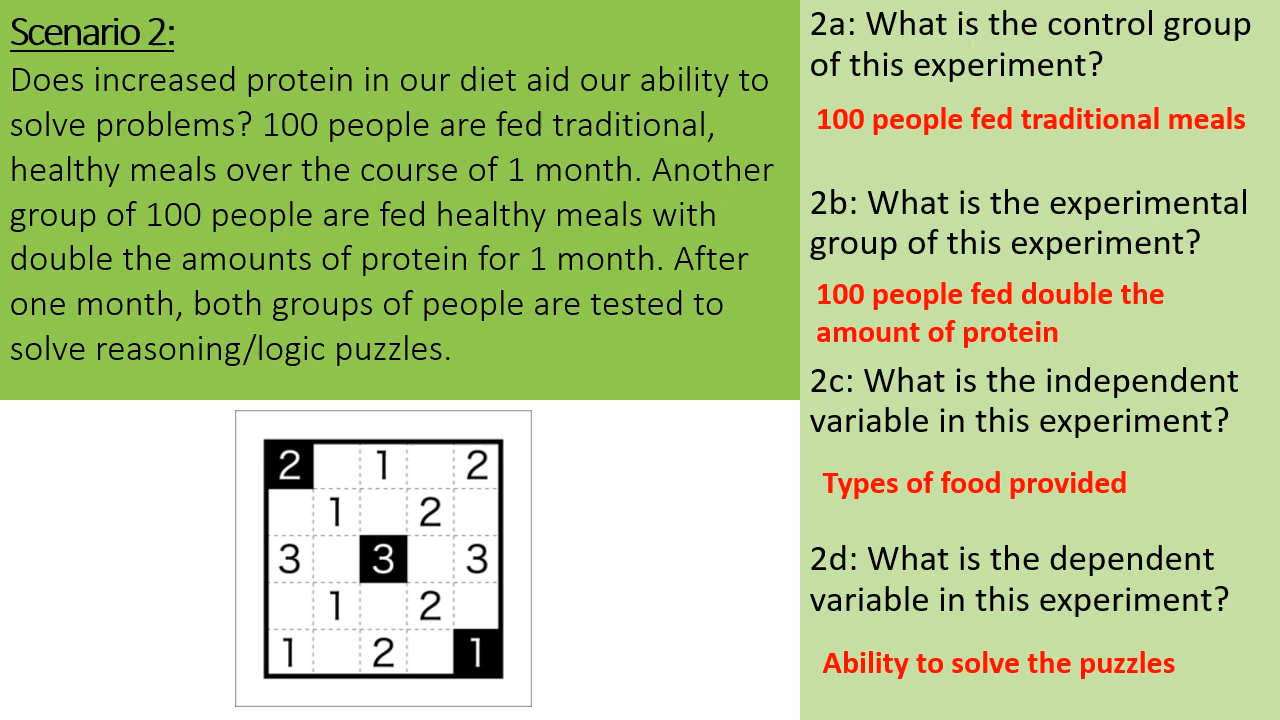 Scenario 2:
Does increased protein in our diet aid our ability to
solve problems? 100 people are fed traditional,
healthy meals over the course of 1 month. Another
group of 100 people are fed healthy meals with
double the amounts of protein for 1 month. After
one month, both groups of people are tested to
solve reasoning/logic puzzles.
2 1 2
1 2
3 3 3
1 2
1 2 1
2a: What is the control group
of this experiment?
100 people fed traditional meals
2b: What is the experimental
group of this experiment?
100 people fed double the
amount of protein
2c: What is the independent
variable in this experiment?
Types of food provided
2d: What is the dependent
variable in this experiment?
Ability to solve the puzzles